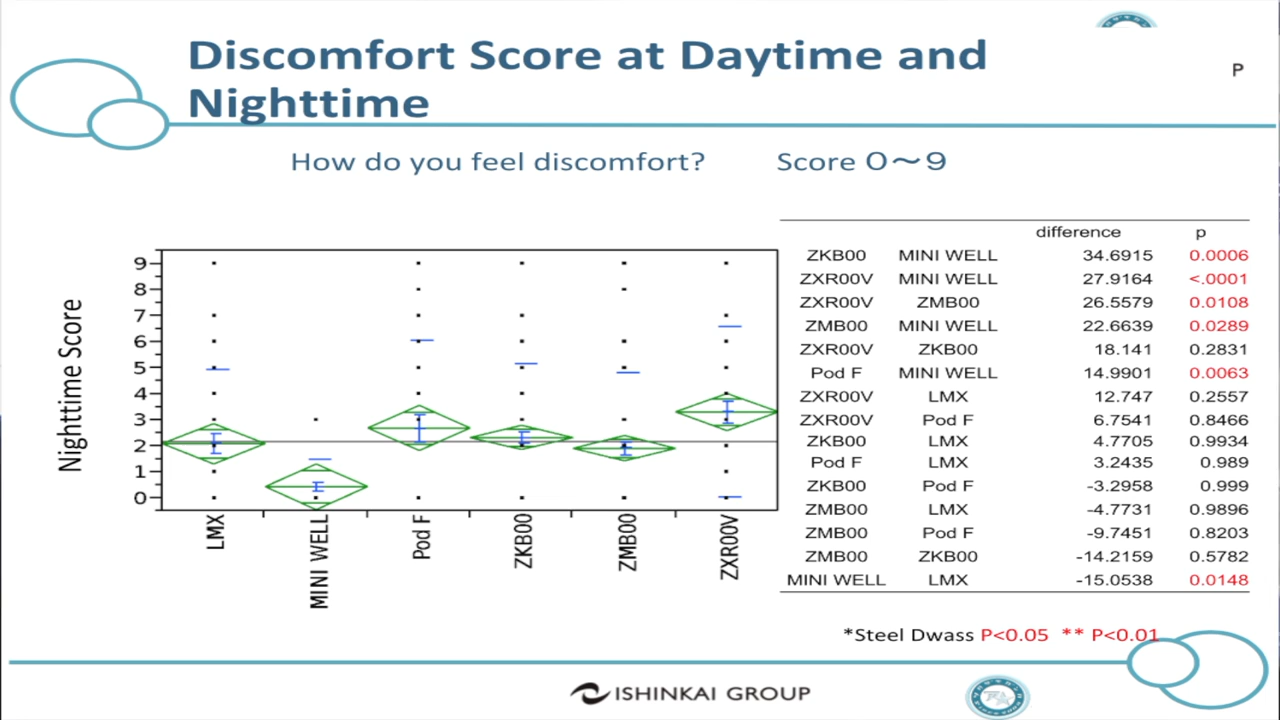 Discomfort Score at Daytime and
Nighttime
P
How do you feel discomfort? Score 0～9
difference p
ZKB00 MINI WELL 34.6915 0.0006
ZXR00V MINI WELL 27.9164 <.0001
ZXR00V ZMB00 26.5579 0.0108
ZMB00 MINI WELL 22.6639 0.0289
ZXR00V ZKB00 18.141 0.2831
Pod F MINI WELL 14.9901 0.0063
ZXR00V LMX 12.747 0.2557
ZXR00V Pod F 6.7541 0.8466
ZKB00 LMX 4.7705 0.9934
Pod F LMX 3.2435 0.989
ZKB00 Pod F -3.2958 0.999
ZMB00 LMX -4.7731 0.9896
ZMB00 Pod F -9.7451 0.8203
ZMB00 ZKB00 -14.2159 0.5782
MINI WELL LMX -15.0538 0.0148
Nighttime Score
9
8
7
6
5
4
3
2
1
0
LMX
MINI WELL
Pod F
ZKB00
ZMB00
ZXR00V
*Steel Dwass P<0.05 ** P<0.01
ISHINKAI GROUP